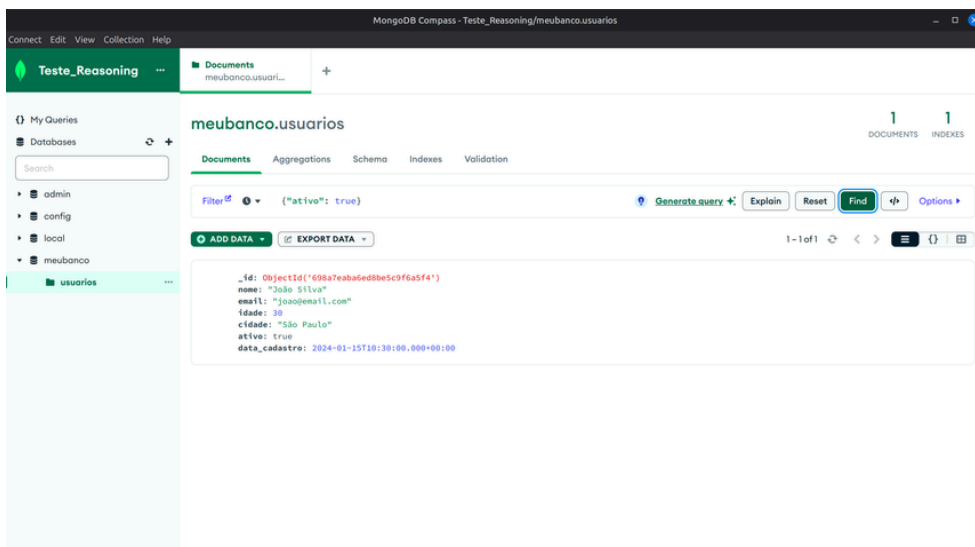 MongoDB Compass - Teste_Reasoning/meubanco.usuarios
Connect Edit View Collection Help
Teste_Reasoning
Documents
meubanco.usuari...
My Queries
Databases
Search
admin
config
local
meubanco
usuarios
meubanco.usuarios
1
DOCUMENTS
1
INDEXES
Documents Aggregations Schema Indexes Validation
Filter {"ativo": true} Generate query Explain Reset Find </> Options
ADD DATA EXPORT DATA 1-1 of 1 {}
_id: ObjectId('698a7eaba6ed8be5c9f6a5f4')
nome: "João Silva"
email: "joao@email.com"
idade: 30
cidade: "São Paulo"
ativo: true
data_cadastro: 2024-01-15T10:30:00.000+00:00